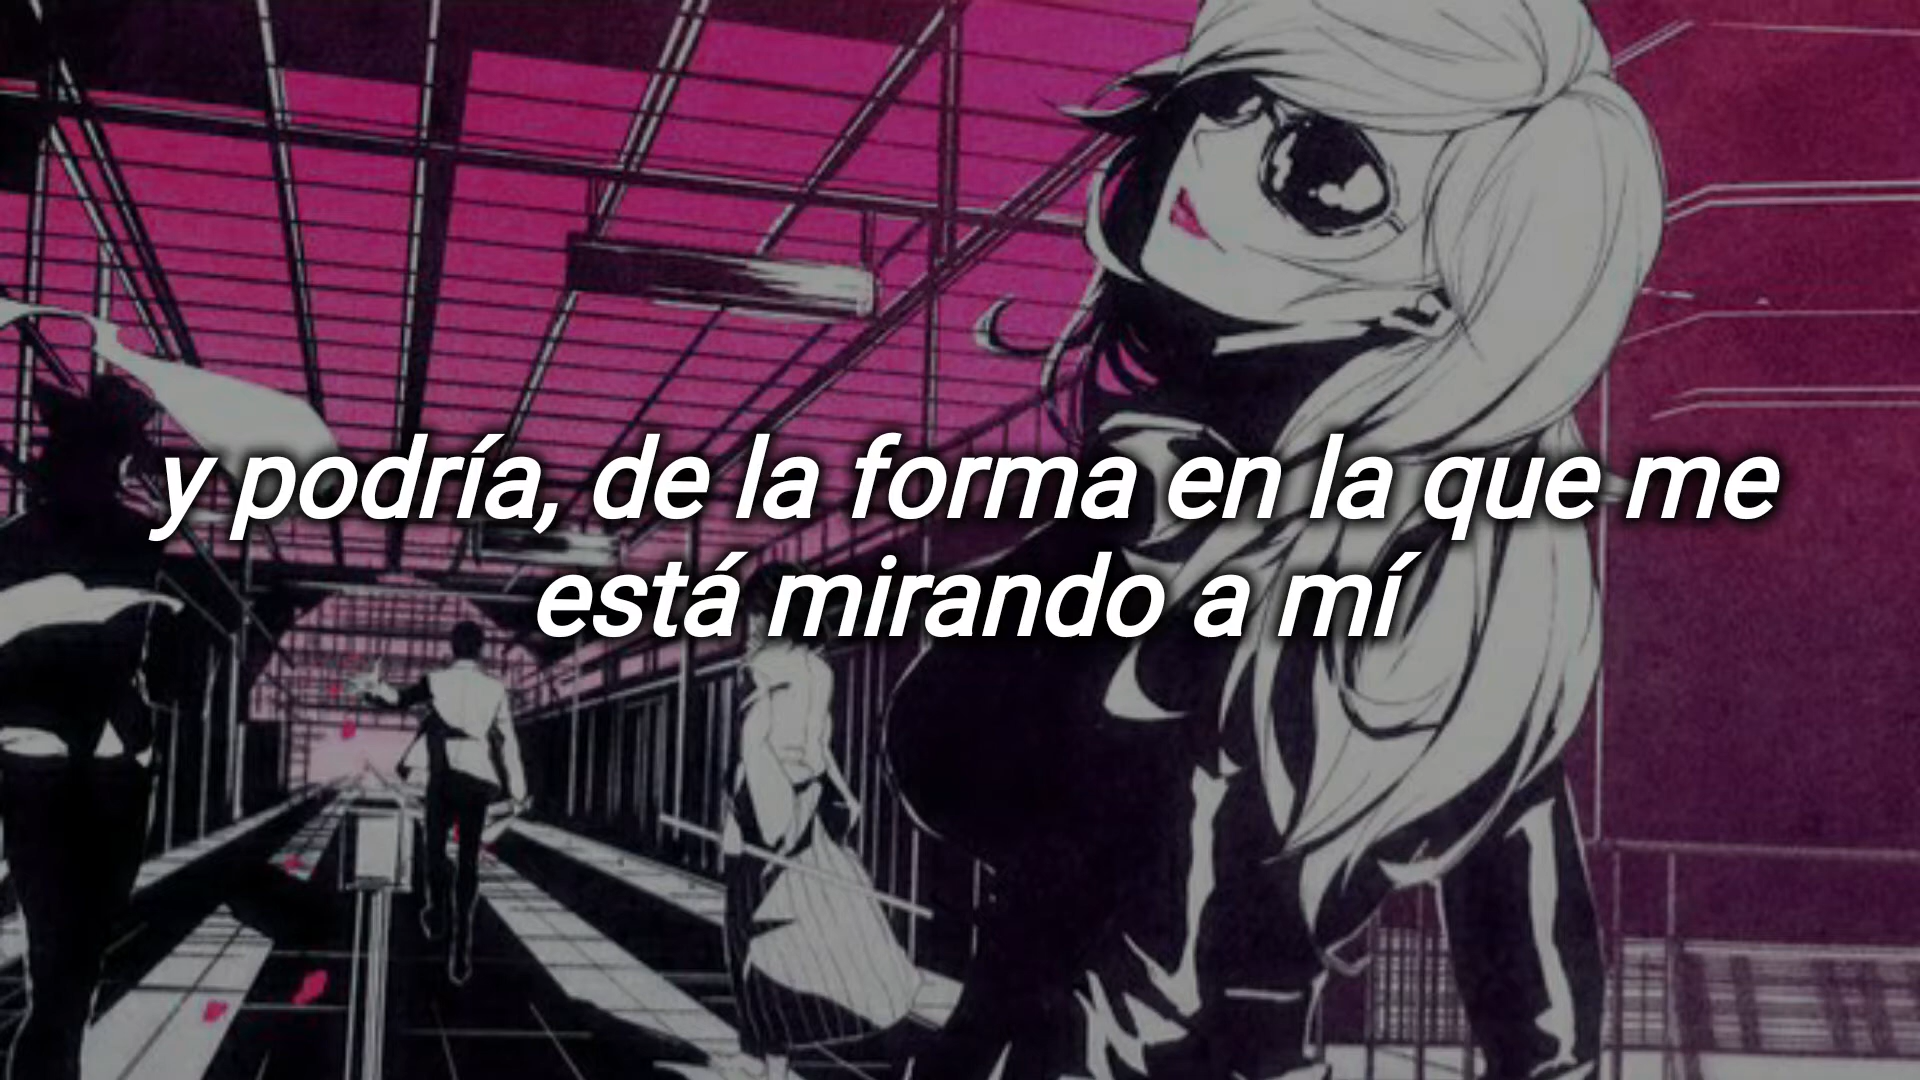 y podría, de la forma en la que me
está mirando a mí